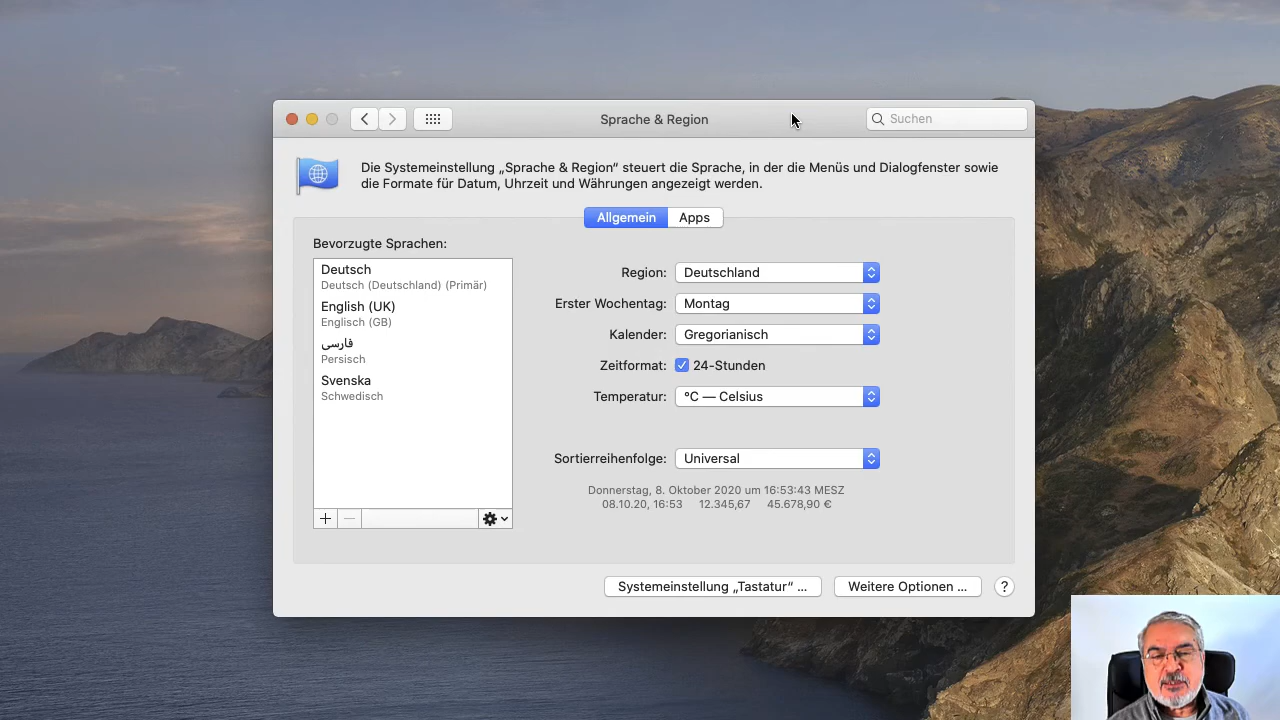 Sprache & Region
Suchen
Die Systemeinstellung „Sprache & Region“ steuert die Sprache, in der die Menüs und Dialogfenster sowie
die Formate für Datum, Uhrzeit und Währungen angezeigt werden.
Allgemein Apps
Bevorzugte Sprachen:
Deutsch
Deutsch (Deutschland) (Primär)
English (UK)
Englisch (GB)
فارسی
Persisch
Svenska
Schwedisch
Region: Deutschland
Erster Wochentag: Montag
Kalender: Gregorianisch
Zeitformat: 24-Stunden
Temperatur: °C — Celsius
Sortierreihenfolge: Universal
Donnerstag, 8. Oktober 2020 um 16:53:43 MESZ
08.10.20, 16:53 12.345,67 45.678,90 €
Systemeinstellung „Tastatur“ ... Weitere Optionen ... ?